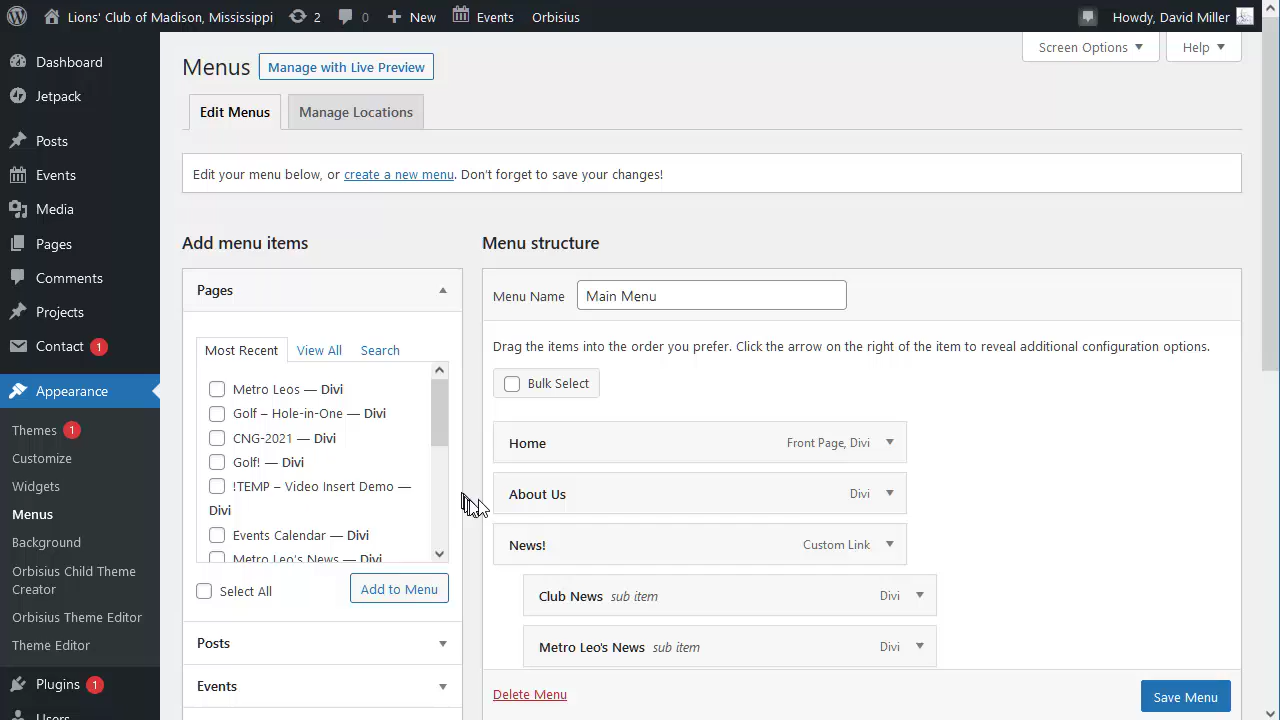 Lions' Club of Madison, Mississippi 2 0 New Events Orbisius Howdy, David Miller
Dashboard
Jetpack
Posts
Events
Media
Pages
Comments
Projects
Contact 1
Appearance
Themes 1
Customize
Widgets
Menus
Background
Orbisius Child Theme
Creator
Orbisius Theme Editor
Theme Editor
Plugins 1
Users
Screen Options Help
Menus Manage with Live Preview
Edit Menus Manage Locations
Edit your menu below, or create a new menu. Don't forget to save your changes!
Add menu items
Pages
Most Recent View All Search
Metro Leos — Divi
Golf – Hole-in-One — Divi
CNG-2021 — Divi
Golf! — Divi
!TEMP – Video Insert Demo —
Divi
Events Calendar — Divi
Metro Leo's News — Divi
Select All Add to Menu
Posts
Events
Menu structure
Menu Name Main Menu
Drag the items into the order you prefer. Click the arrow on the right of the item to reveal additional configuration options.
Bulk Select
Home Front Page, Divi
About Us Divi
News! Custom Link
Club News sub item Divi
Metro Leo's News sub item Divi
Delete Menu Save Menu